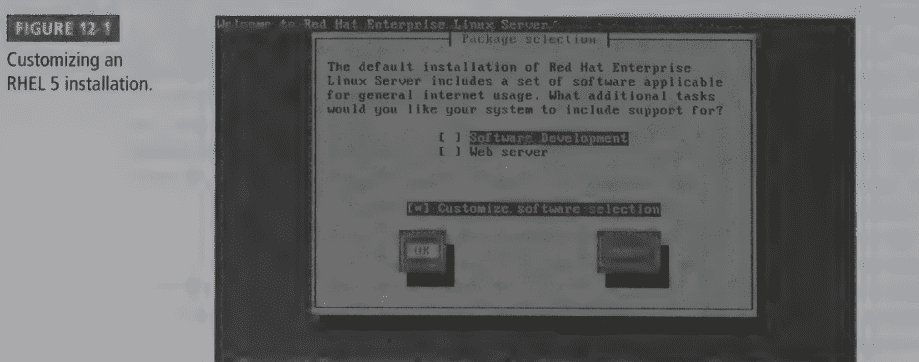 FIGURE 12-1
Customizing an
RHEL 5 installation.
Welcome to Red Hat Enterprise Linux Server
Package selection
The default installation of Red Hat Enterprise
Linux Server includes a set of software applicable
for general internet usage. What additional tasks
would you like your system to include support for?
[ ] Software Development
[ ] Web server
[*] Customize software selection
OK